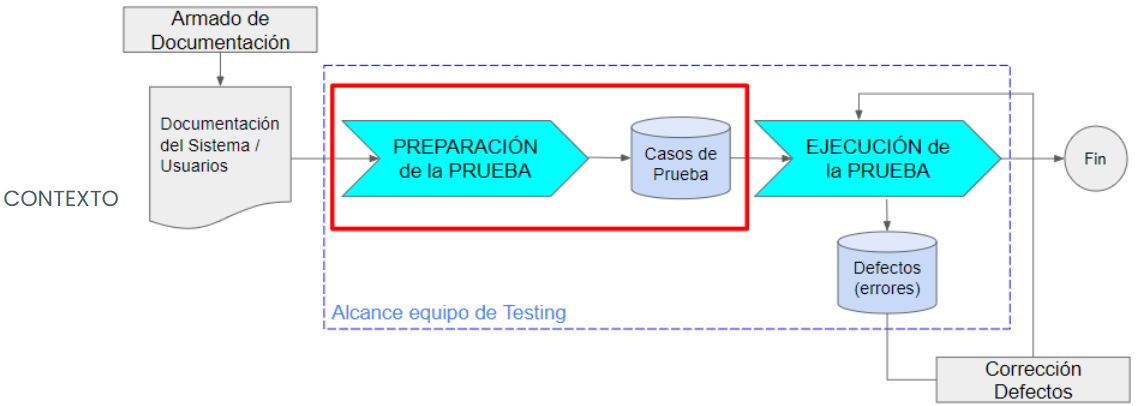 Armado de
Documentación
Documentación
del Sistema /
Usuarios
CONTEXTO
PREPARACIÓN
de la PRUEBA
Casos de
Prueba
EJECUCIÓN de
la PRUEBA
Fin
Defectos
(errores)
Alcance equipo de Testing
Corrección
Defectos